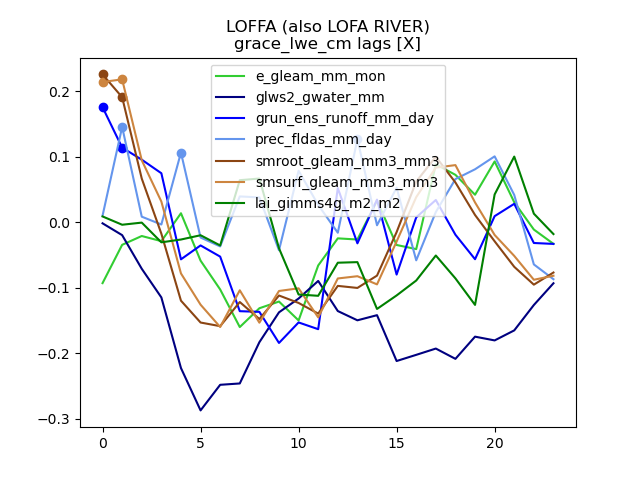 LOFFA (also LOFA RIVER)
grace_lwe_cm lags [X]
e_gleam_mm_mon
glws2_gwater_mm
grun_ens_runoff_mm_day
prec_fldas_mm_day
smroot_gleam_mm3_mm3
smsurf_gleam_mm3_mm3
lai_gimms4g_m2_m2
0.2
0.1
0.0
−0.1
−0.2
−0.3
0 5 10 15 20